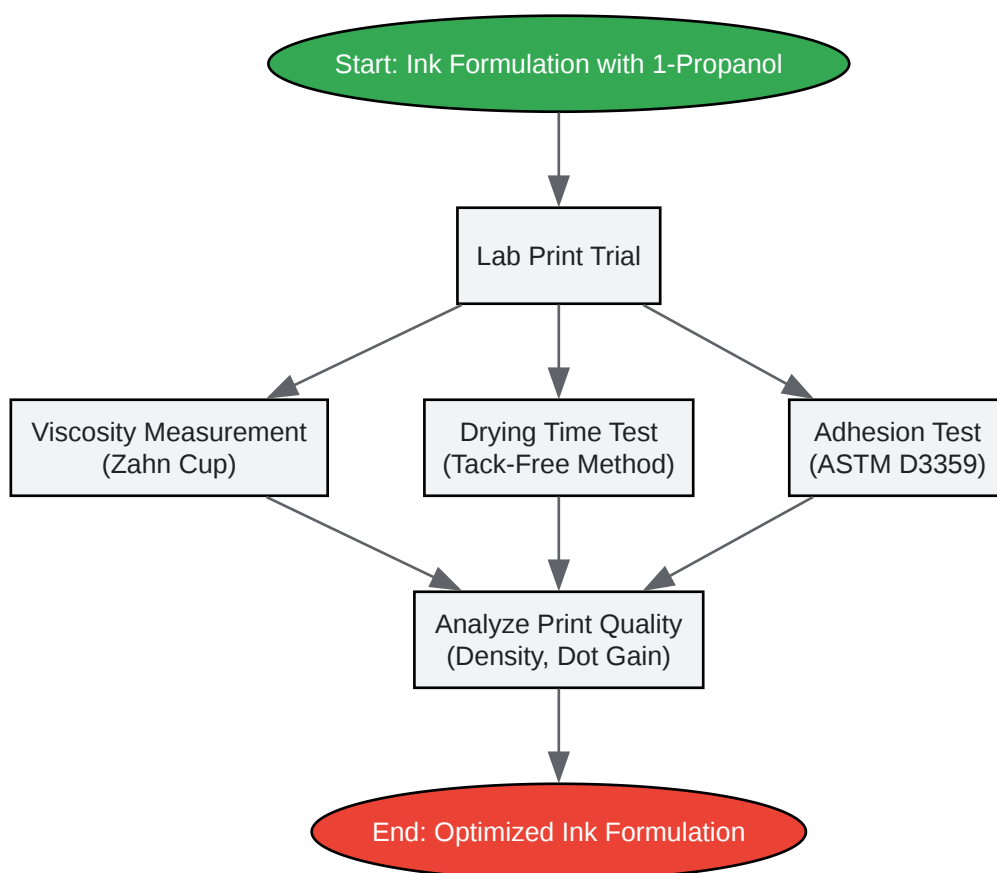 Start: Ink Formulation with 1-Propanol
Lab Print Trial
Viscosity Measurement
(Zahn Cup)
Drying Time Test
(Tack-Free Method)
Adhesion Test
(ASTM D3359)
Analyze Print Quality
(Density, Dot Gain)
End: Optimized Ink Formulation